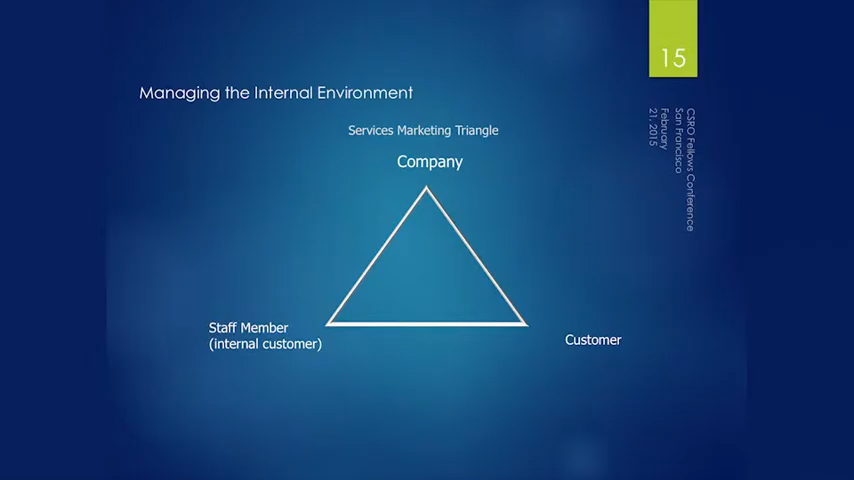 15
Managing the Internal Environment
Services Marketing Triangle
Company
Staff Member
(internal customer)
Customer
CSRO Fellows Conference
San Francisco
February
21, 2015